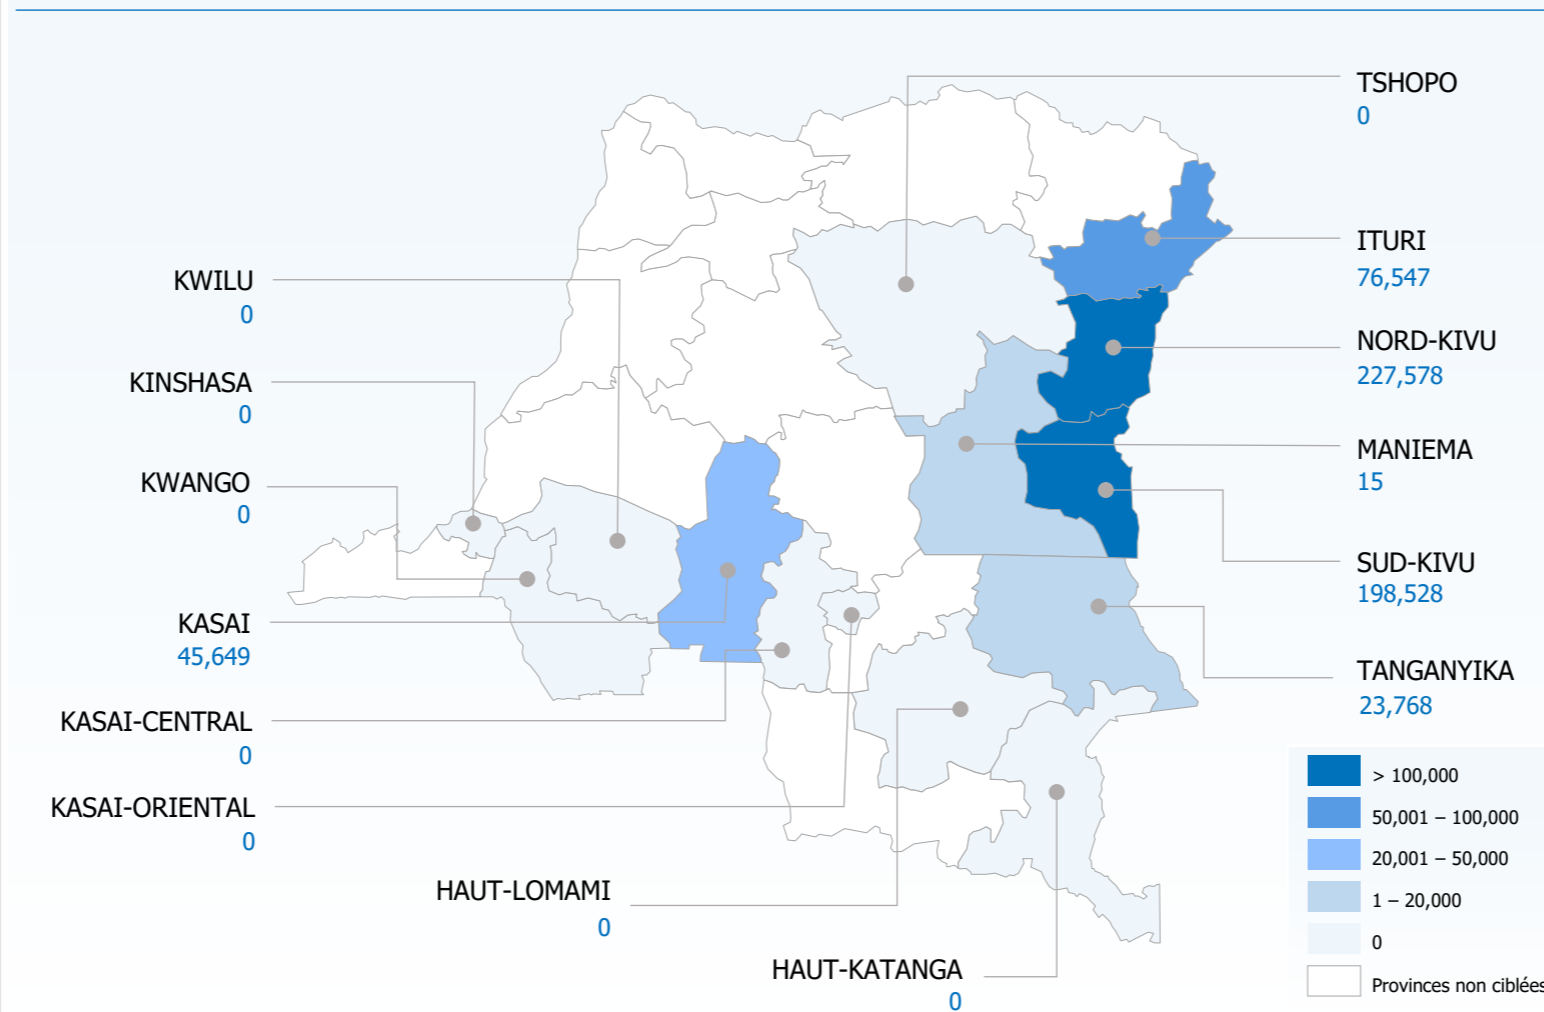 TSHOPO
0
ITURI
76,547
NORD-KIVU
227,578
MANIEMA
15
SUD-KIVU
198,528
TANGANYIKA
23,768
KWILU
0
KINSHASA
0
KWANGO
0
KASAI
45,649
KASAI-CENTRAL
0
KASAI-ORIENTAL
0
HAUT-LOMAMI
0
HAUT-KATANGA
0
> 100,000
50,001 – 100,000
20,001 – 50,000
1 – 20,000
0
Provinces non ciblées